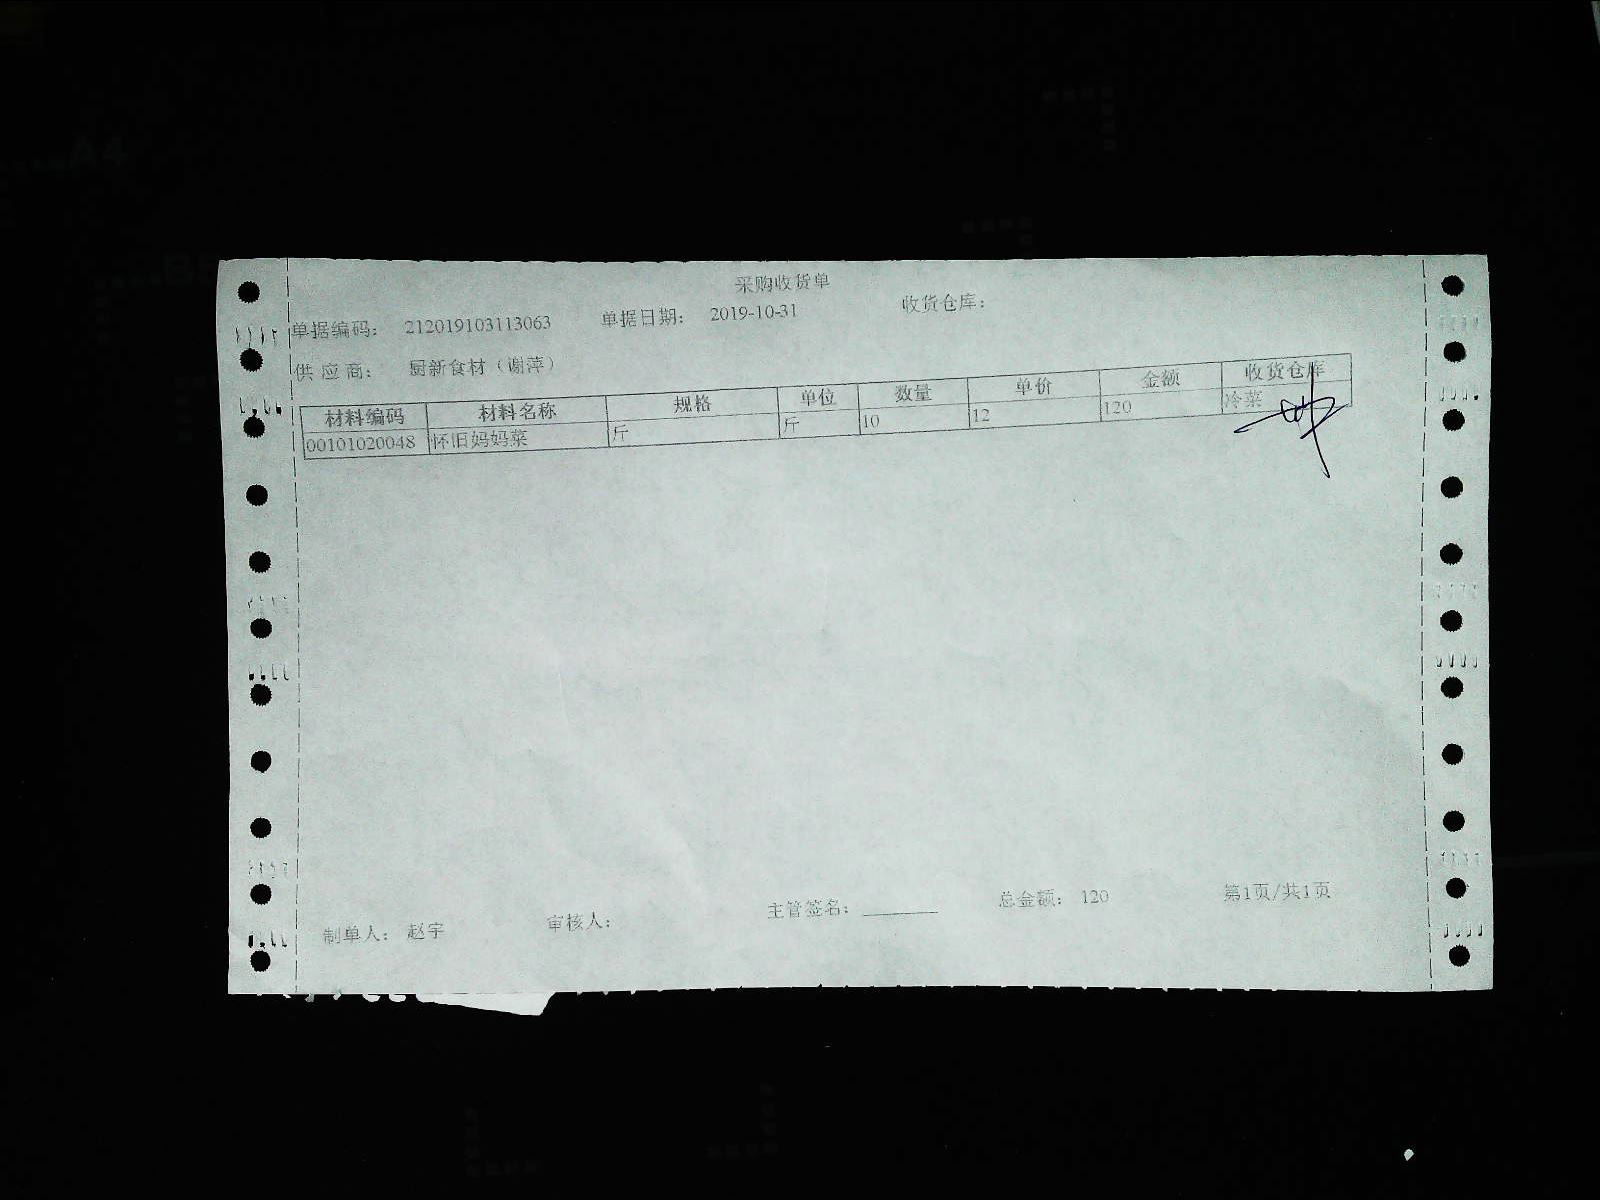 采购收货单
单据编码： 212019103113063 单据日期： 2019-10-31 收货仓库：
供 应 商： 厨新食材（谢萍）
材料编码 材料名称 规格 单位 数量 单价 金额 收货仓库
00101020048 怀旧妈妈菜 斤 斤 10 12 120 冷菜
制单人： 赵宇 审核人： 主管签名：________ 总金额： 120 第1页/共1页